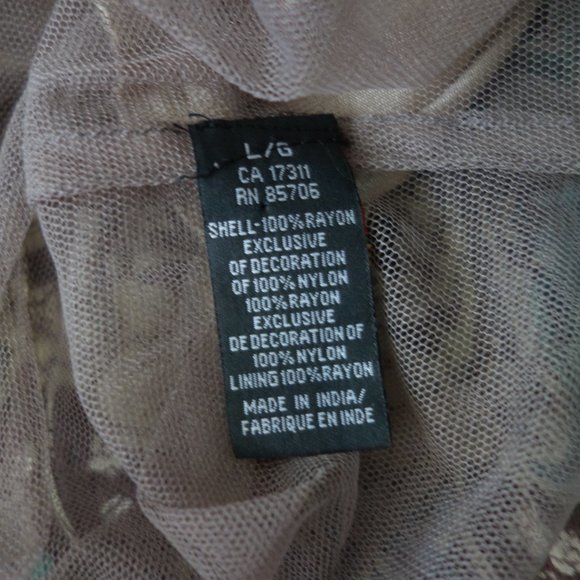 L/G
CA 17311
RN 85706
SHELL-100%RAYON
EXCLUSIVE
OF DECORATION
OF 100% NYLON
100% RAYON
EXCLUSIVE
DE DECORATION OF
100% NYLON
LINING 100% RAYON
MADE IN INDIA/
FABRIQUE EN INDE